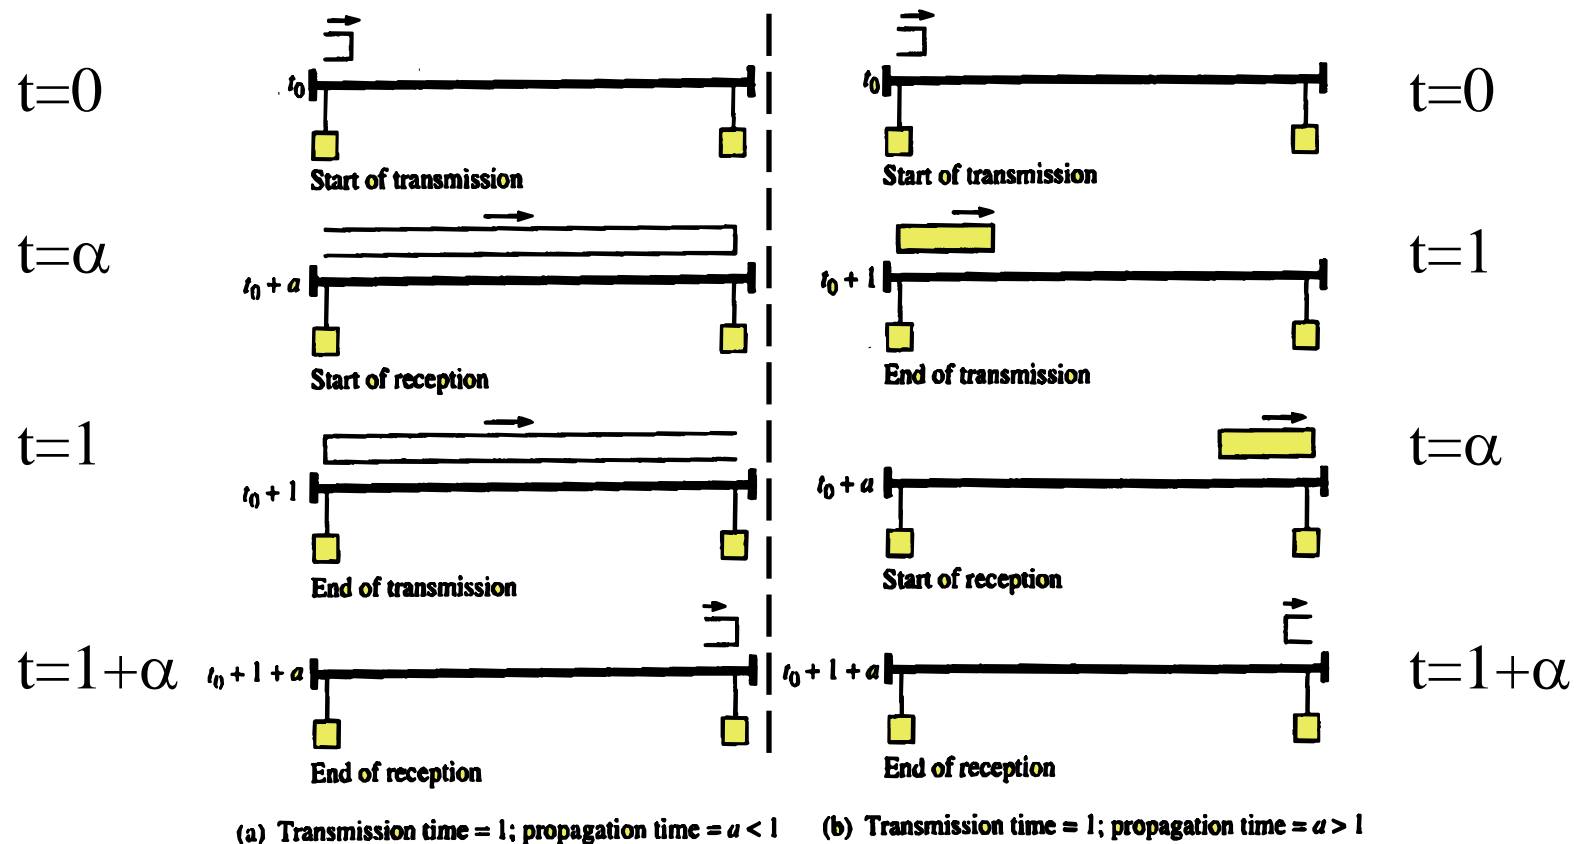 t=0
t₀
Start of transmission
t=α
t₀ + a
Start of reception
t=1
t₀ + 1
End of transmission
t=1+α
t₀ + 1 + a
End of reception
(a) Transmission time = 1; propagation time = a < 1
t₀
t=0
Start of transmission
t₀ + 1
t=1
End of transmission
t₀ + a
t=α
Start of reception
t₀ + 1 + a
t=1+α
End of reception
(b) Transmission time = 1; propagation time = a > 1